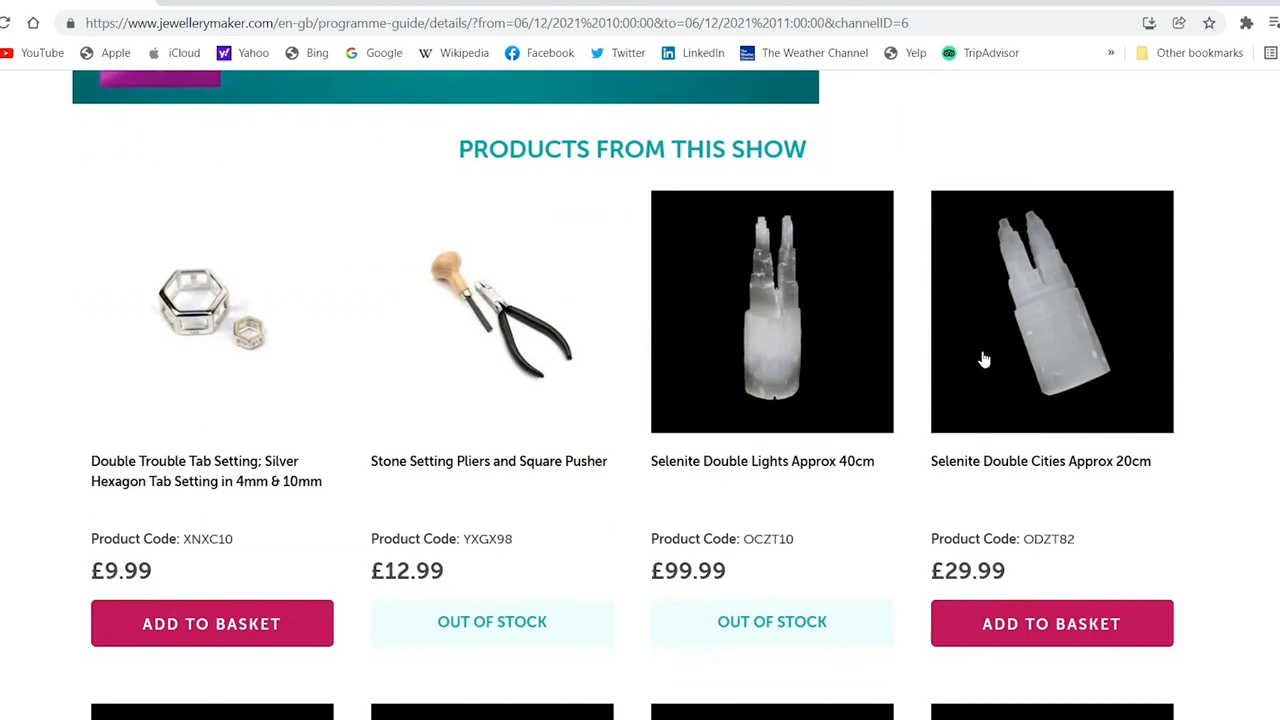 https://www.jewellerymaker.com/en-gb/programme-guide/details/?from=06/12/2021%2010:00:00&to=06/12/2021%2011:00:00&channelID=6
YouTube Apple iCloud Yahoo Bing Google Wikipedia Facebook Twitter LinkedIn The Weather Channel Yelp TripAdvisor » Other bookmarks
PRODUCTS FROM THIS SHOW
Double Trouble Tab Setting; Silver
Hexagon Tab Setting in 4mm & 10mm
Product Code: XNXC10
£9.99
ADD TO BASKET
Stone Setting Pliers and Square Pusher
Product Code: YXGX98
£12.99
OUT OF STOCK
Selenite Double Lights Approx 40cm
Product Code: OCZT10
£99.99
OUT OF STOCK
Selenite Double Cities Approx 20cm
Product Code: ODZT82
£29.99
ADD TO BASKET